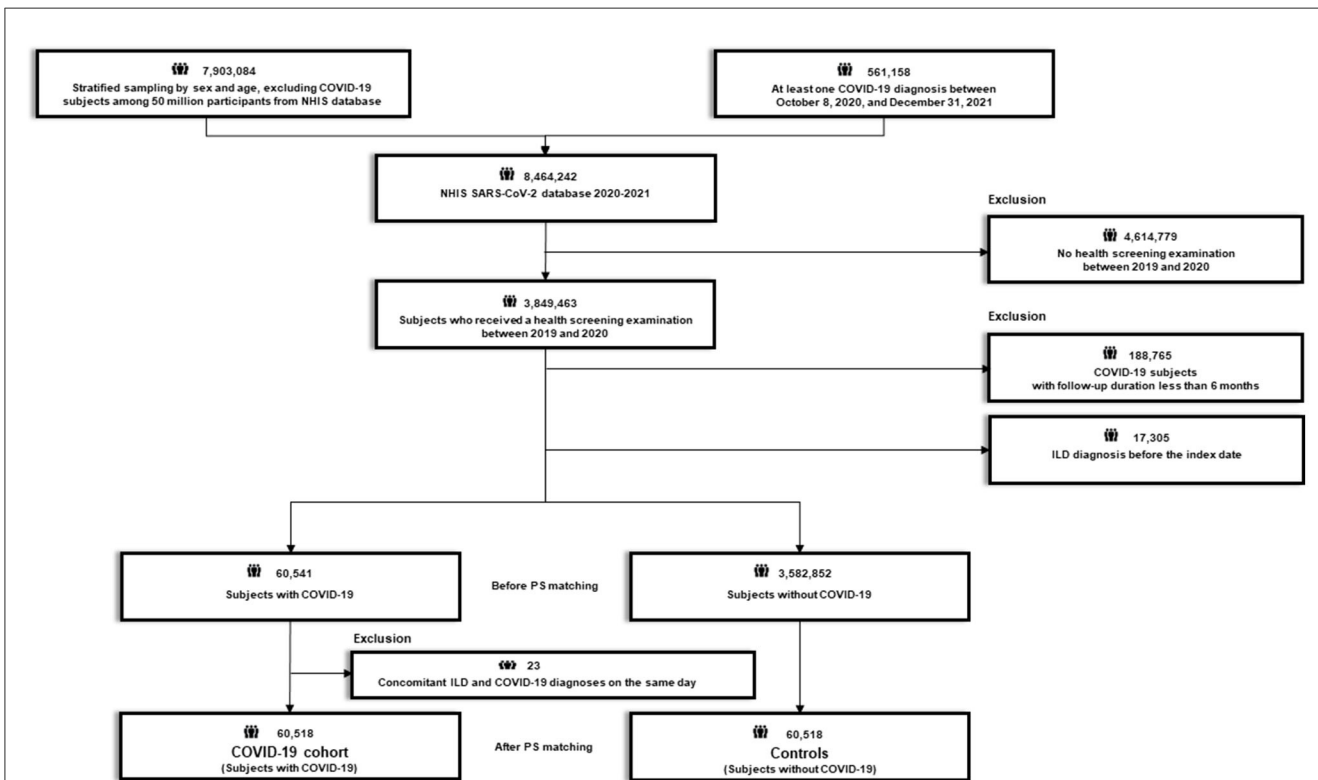 7,903,084
Stratified sampling by sex and age, excluding COVID-19
subjects among 50 million participants from NHIS database
561,158
At least one COVID-19 diagnosis between
October 8, 2020, and December 31, 2021
8,464,242
NHIS SARS-CoV-2 database 2020-2021
Exclusion
4,614,779
No health screening examination
between 2019 and 2020
3,849,463
Subjects who received a health screening examination
between 2019 and 2020
Exclusion
188,765
COVID-19 subjects
with follow-up duration less than 6 months
17,305
ILD diagnosis before the index date
60,541
Subjects with COVID-19
Before PS matching
3,582,852
Subjects without COVID-19
Exclusion
23
Concomitant ILD and COVID-19 diagnoses on the same day
60,518
COVID-19 cohort
(Subjects with COVID-19)
After PS matching
60,518
Controls
(Subjects without COVID-19)